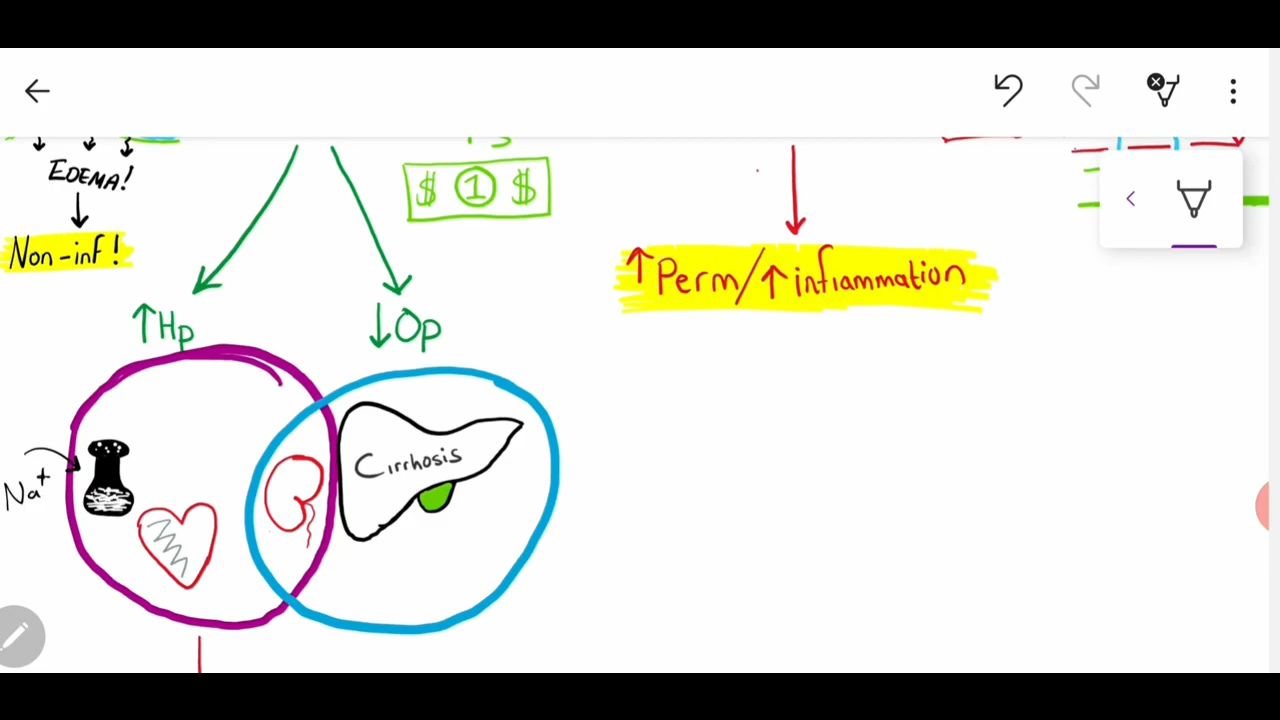 EDEMA!
$ 1 $
Non-inf!
↑Perm/↑inflammation
↑Hp
↓Op
Cirrhosis
Na+